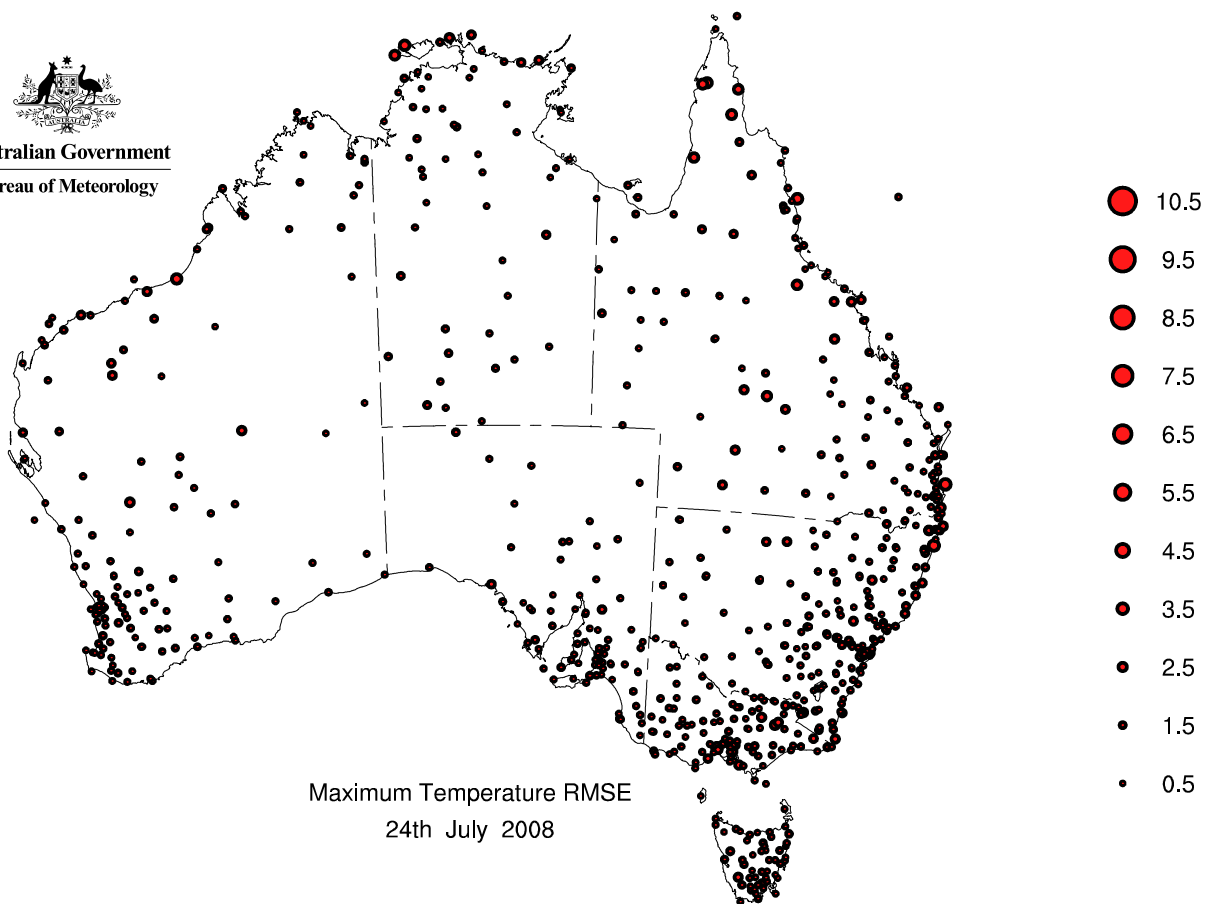 AUSTRALIA
tralian Government
reau of Meteorology
10.5
9.5
8.5
7.5
6.5
5.5
4.5
3.5
2.5
1.5
0.5
Maximum Temperature RMSE
24th July 2008